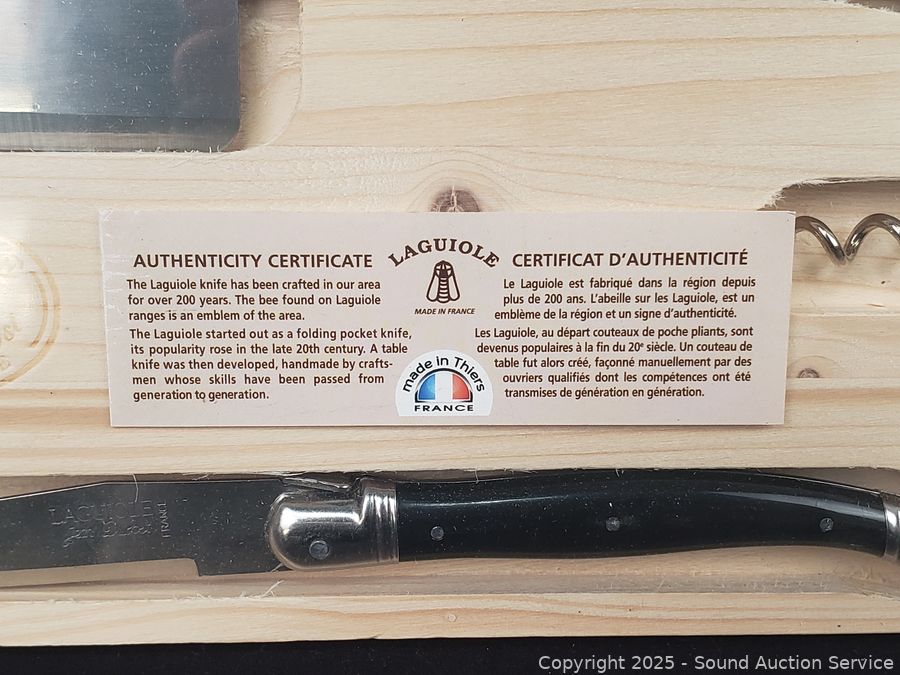 AUTHENTICITY CERTIFICATE
The Laguiole knife has been crafted in our area
for over 200 years. The bee found on Laguiole
ranges is an emblem of the area.
The Laguiole started out as a folding pocket knife,
its popularity rose in the late 20th century. A table
knife was then developed, handmade by crafts-
men whose skills have been passed from
generation to generation.
LAGUIOLE
MADE IN FRANCE
made in Thiers
FRANCE
CERTIFICAT D'AUTHENTICITÉ
Le Laguiole est fabriqué dans la région depuis
plus de 200 ans. L'abeille sur les Laguiole, est un
emblème de la région et un signe d'authenticité.
Les Laguiole, au départ couteaux de poche pliants, sont
devenus populaires à la fin du 20e siècle. Un couteau de
table fut alors créé, façonné manuellement par des
ouvriers qualifiés dont les compétences ont été
transmises de génération en génération.
LAGUIOLE
FRANCE
Copyright 2025 - Sound Auction Service